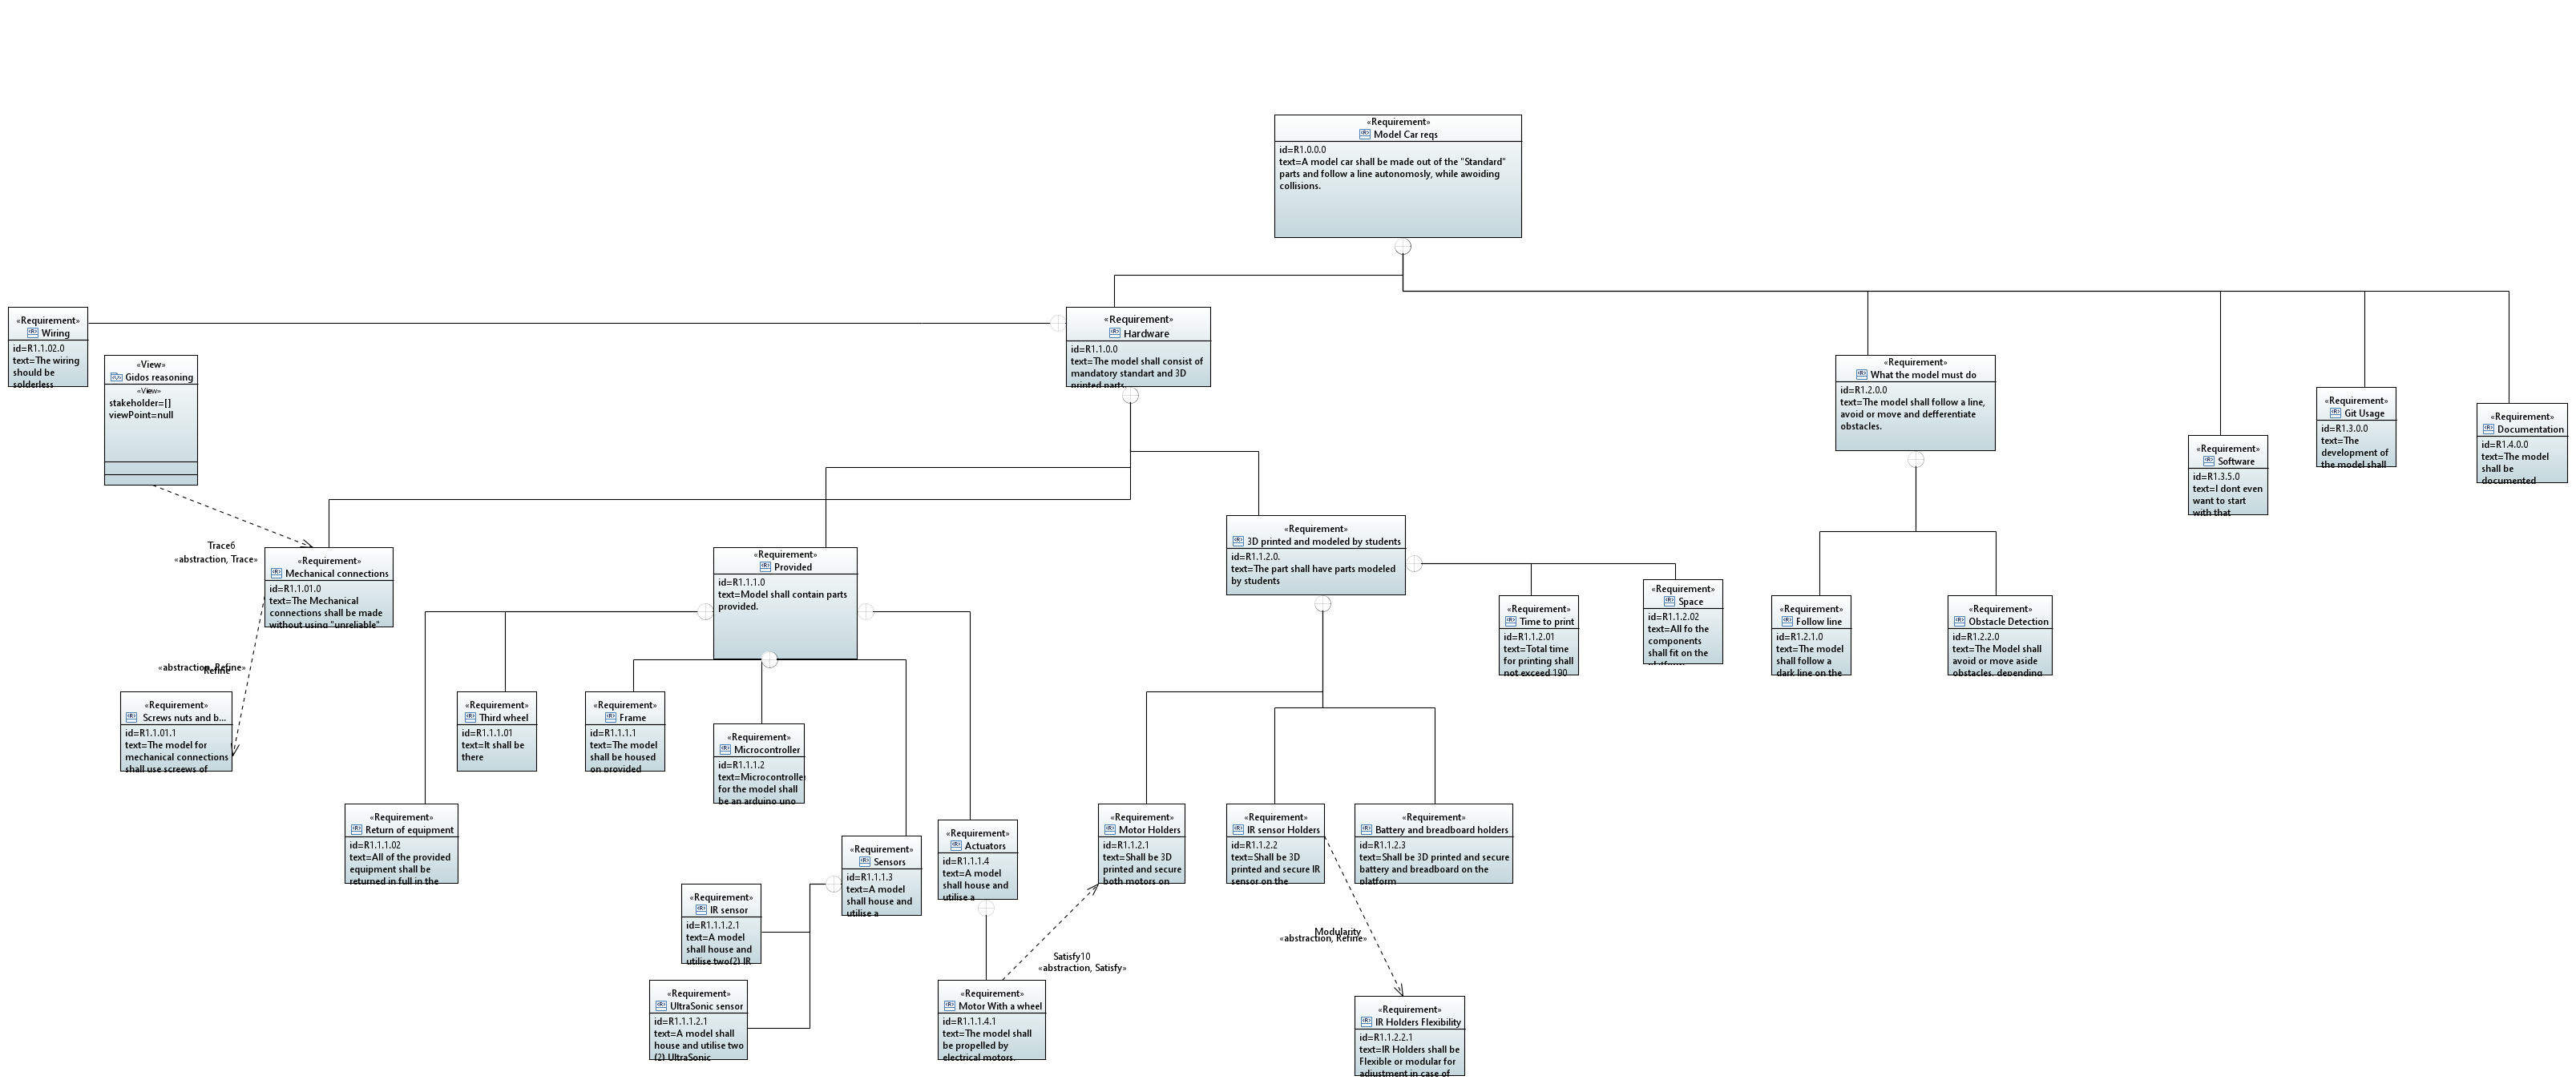 «Requirement»
Model Car reqs
id=R1.0.0.0
text=A model car shall be made out of the "Standard"
parts and follow a line autonomosly, while awoiding
collisions.
«Requirement»
Wiring
id=R1.1.02.0
text=The wiring
should be
solderless
«View»
Gidos reasoning
«View»
stakeholder=[]
viewPoint=null
«Requirement»
Hardware
id=R1.1.0.0
text=The model shall consist of
mandatory standart and 3D
printed parts.
«Requirement»
What the model must do
id=R1.2.0.0
text=The model shall follow a line,
avoid or move and defferentiate
obstacles.
«Requirement»
Software
id=R1.3.5.0
text=I dont even
want to start
with that
«Requirement»
Git Usage
id=R1.3.0.0
text=The
development of
the model shall
«Requirement»
Documentation
id=R1.4.0.0
text=The model
shall be
documented
Trace6
«abstraction, Trace»
«Requirement»
Mechanical connections
id=R1.1.01.0
text=The Mechanical
connections shall be made
without using "unreliable"
«Requirement»
Provided
id=R1.1.1.0
text=Model shall contain parts
provided.
«Requirement»
3D printed and modeled by students
id=R1.1.2.0.
text=The part shall have parts modeled
by students
«Requirement»
Time to print
id=R1.1.2.01
text=Total time
for printing shall
not exceed 190
«Requirement»
Space
id=R1.1.2.02
text=All fo the
components
shall fit on the
platform
«Requirement»
Follow line
id=R1.2.1.0
text=The model
shall follow a
dark line on the
«Requirement»
Obstacle Detection
id=R1.2.2.0
text=The Model shall
avoid or move aside
obstacles, depending
«abstraction, Refine»
Refine
«Requirement»
Screws nuts and b...
id=R1.1.01.1
text=The model for
mechanical connections
shall use screews of
«Requirement»
Third wheel
id=R1.1.1.01
text=It shall be
there
«Requirement»
Frame
id=R1.1.1.1
text=The model
shall be housed
on provided
«Requirement»
Microcontroller
id=R1.1.1.2
text=Microcontroller
for the model shall
be an arduino uno
«Requirement»
Return of equipment
id=R1.1.1.02
text=All of the provided
equipment shall be
returned in full in the
«Requirement»
Sensors
id=R1.1.1.3
text=A model
shall house and
utilise a
«Requirement»
Actuators
id=R1.1.1.4
text=A model
shall house and
utilise a
«Requirement»
Motor Holders
id=R1.1.2.1
text=Shall be 3D
printed and secure
both motors on
«Requirement»
IR sensor Holders
id=R1.1.2.2
text=Shall be 3D
printed and secure IR
sensor on the
«Requirement»
Battery and breadboard holders
id=R1.1.2.3
text=Shall be 3D printed and secure
battery and breadboard on the
platform
«Requirement»
IR sensor
id=R1.1.1.2.1
text=A model
shall house and
utilise two(2) IR
Satisfy10
«abstraction, Satisfy»
Modularity
«abstraction, Refine»
«Requirement»
UltraSonic sensor
id=R1.1.1.2.1
text=A model shall
house and utilise two
(2) UltraSonic
«Requirement»
Motor With a wheel
id=R1.1.1.4.1
text=The model shall
be propelled by
electrical motors.
«Requirement»
IR Holders Flexibility
id=R1.1.2.2.1
text=IR Holders shall be
Flexible or modular for
adjustment in case of